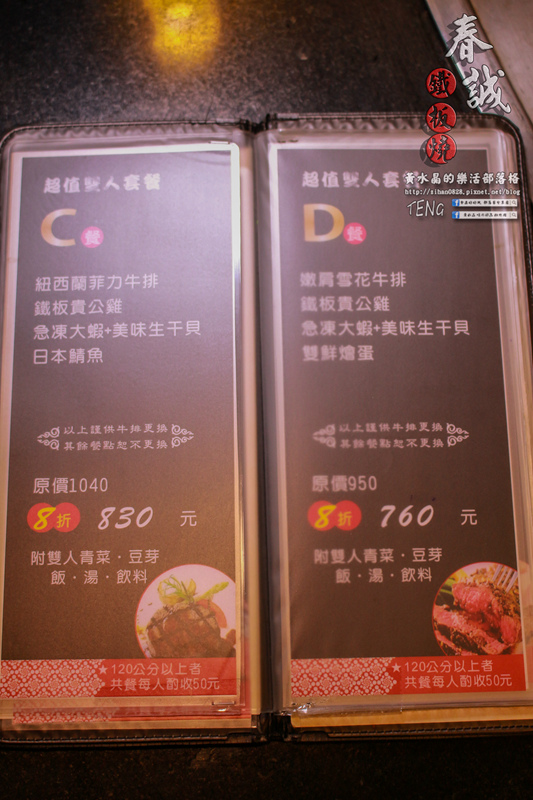 春誠
鐵板燒
黃水晶的樂活部落格
http://sihan0828.pixnet.net/blog
TENG
超值雙人套餐
C餐
紐西蘭菲力牛排
鐵板貴公雞
急凍大蝦+美味生干貝
日本鯖魚
以上謹供牛排更換
其餘餐點恕不更換
原價1040
8折 830 元
附雙人青菜．豆芽
飯．湯．飲料
★120公分以上者
共餐每人酌收50元
超值雙人套
D餐
嫩肩雪花牛排
鐵板貴公雞
急凍大蝦+美味生干貝
雙鮮燴蛋
以上謹供牛排更換
其餘餐點恕不更換
原價950
8折 760 元
附雙人青菜．豆芽
飯．湯．飲料
★120公分以上者
共餐每人酌收50元